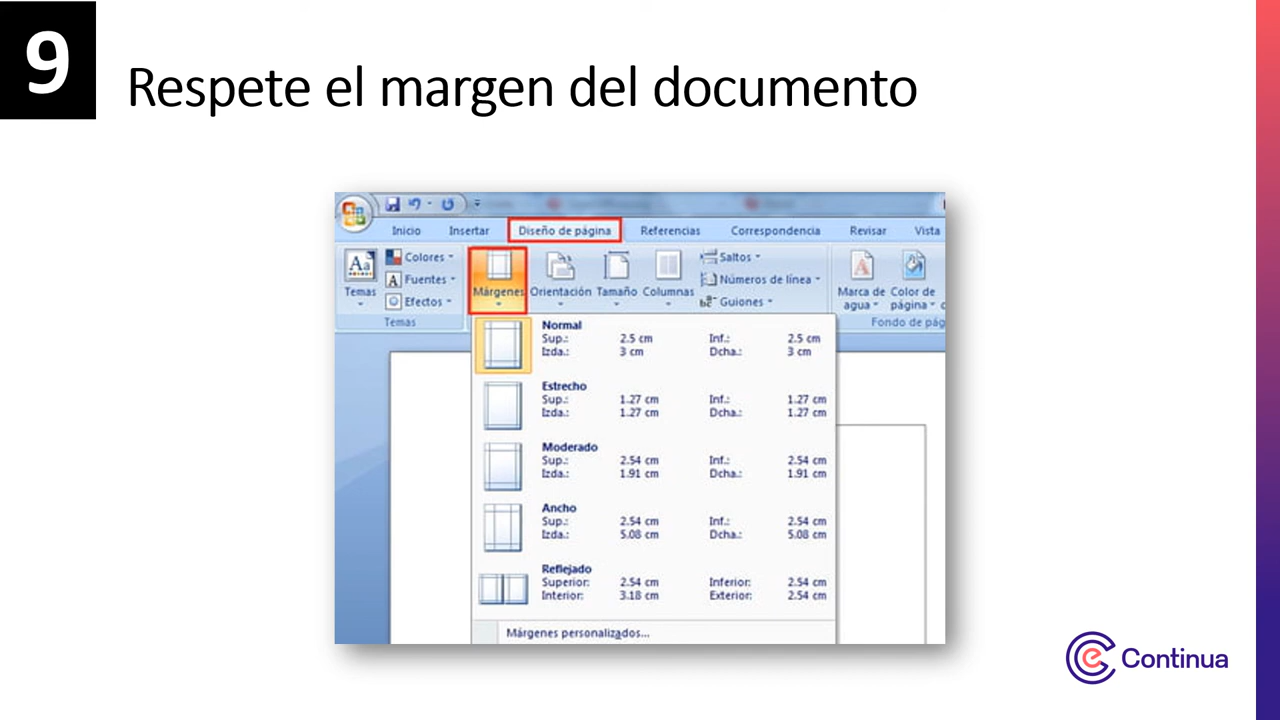 9
Respete el margen del documento
Inicio Insertar Diseño de página Referencias Correspondencia Revisar Vista
Temas
Colores
Fuentes
Efectos
Temas
Márgenes Orientación Tamaño Columnas
Saltos
Números de línea
Guiones
Marca de agua
Color de página
Fondo de pág
Normal
Sup.: 2.5 cm Inf.: 2.5 cm
Izda.: 3 cm Dcha.: 3 cm
Estrecho
Sup.: 1.27 cm Inf.: 1.27 cm
Izda.: 1.27 cm Dcha.: 1.27 cm
Moderado
Sup.: 2.54 cm Inf.: 2.54 cm
Izda.: 1.91 cm Dcha.: 1.91 cm
Ancho
Sup.: 2.54 cm Inf.: 2.54 cm
Izda.: 5.08 cm Dcha.: 5.08 cm
Reflejado
Superior: 2.54 cm Inferior: 2.54 cm
Interior: 3.18 cm Exterior: 2.54 cm
Márgenes personalizados...
Continua